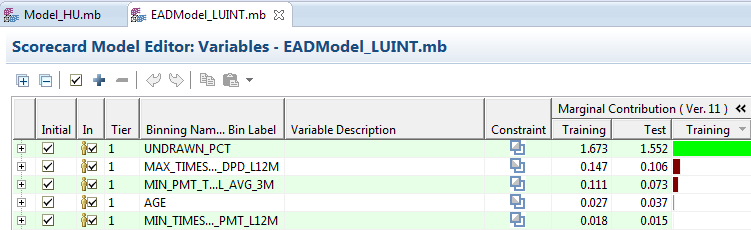 Model_HU.mb EADModel_LUINT.mb
Scorecard Model Editor: Variables - EADModel_LUINT.mb
Marginal Contribution ( Ver. 11 )
Initial In Tier Binning Nam... Bin Label Variable Description Constraint Training Test Training
1 UNDRAWN_PCT 1.673 1.552
1 MAX_TIMES..._DPD_L12M 0.147 0.106
1 MIN_PMT_T...L_AVG_3M 0.111 0.073
1 AGE 0.027 0.037
1 MIN_TIMES..._PMT_L12M 0.018 0.015